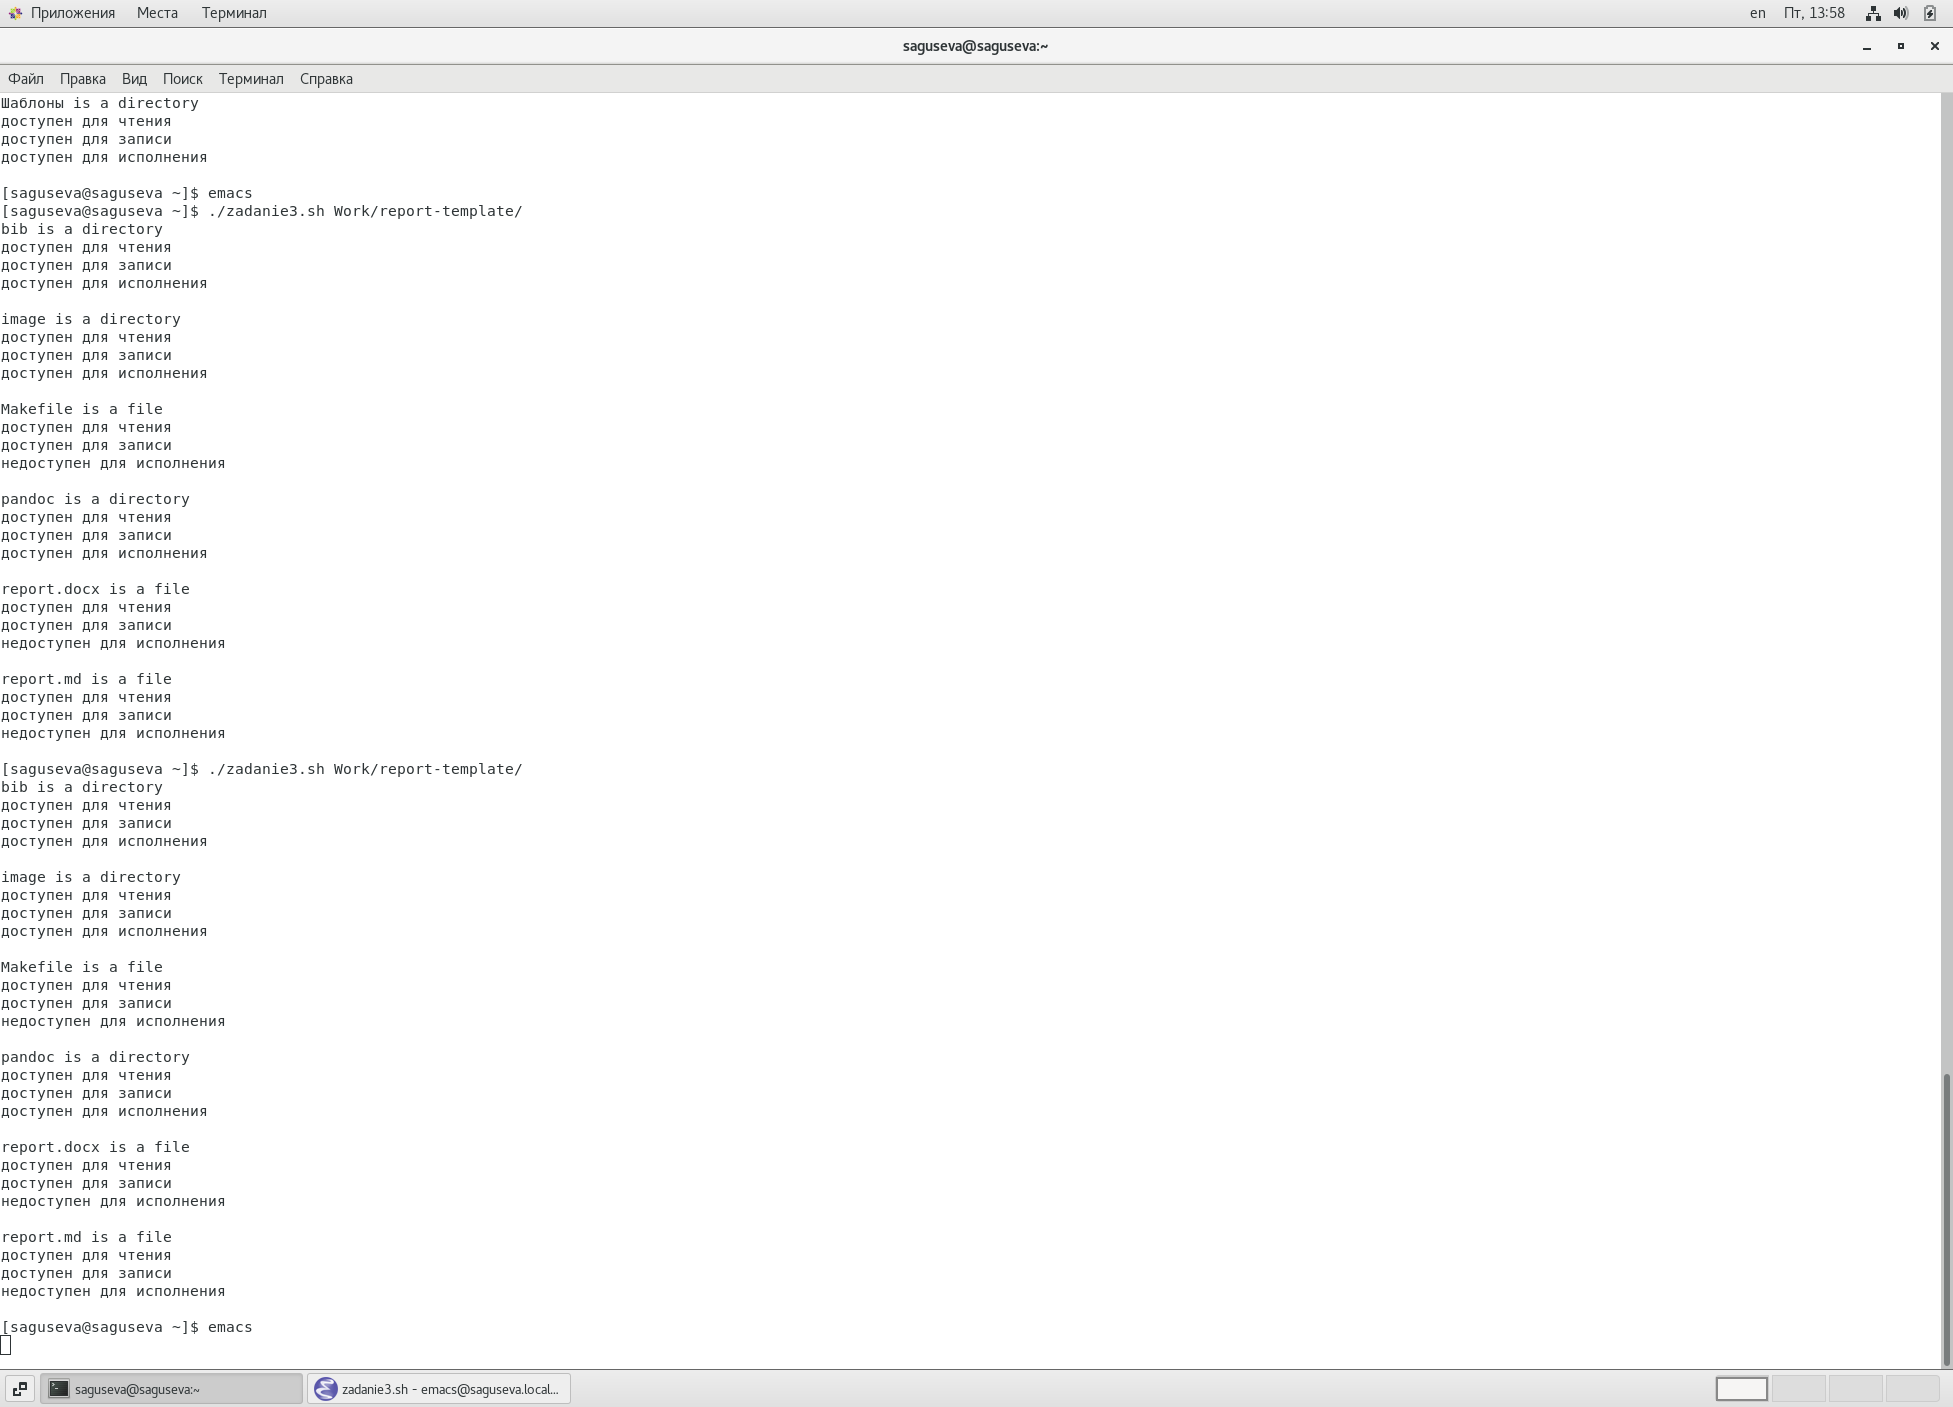 Приложения Места Терминал en Пт, 13:58
saguseva@saguseva:~
Файл Правка Вид Поиск Терминал Справка
Шаблоны is a directory
доступен для чтения
доступен для записи
доступен для исполнения
[saguseva@saguseva ~]$ emacs
[saguseva@saguseva ~]$ ./zadanie3.sh Work/report-template/
bib is a directory
доступен для чтения
доступен для записи
доступен для исполнения
image is a directory
доступен для чтения
доступен для записи
доступен для исполнения
Makefile is a file
доступен для чтения
доступен для записи
недоступен для исполнения
pandoc is a directory
доступен для чтения
доступен для записи
доступен для исполнения
report.docx is a file
доступен для чтения
доступен для записи
недоступен для исполнения
report.md is a file
доступен для чтения
доступен для записи
недоступен для исполнения
[saguseva@saguseva ~]$ ./zadanie3.sh Work/report-template/
bib is a directory
доступен для чтения
доступен для записи
доступен для исполнения
image is a directory
доступен для чтения
доступен для записи
доступен для исполнения
Makefile is a file
доступен для чтения
доступен для записи
недоступен для исполнения
pandoc is a directory
доступен для чтения
доступен для записи
доступен для исполнения
report.docx is a file
доступен для чтения
доступен для записи
недоступен для исполнения
report.md is a file
доступен для чтения
доступен для записи
недоступен для исполнения
[saguseva@saguseva ~]$ emacs
saguseva@saguseva:~ zadanie3.sh - emacs@saguseva.local...